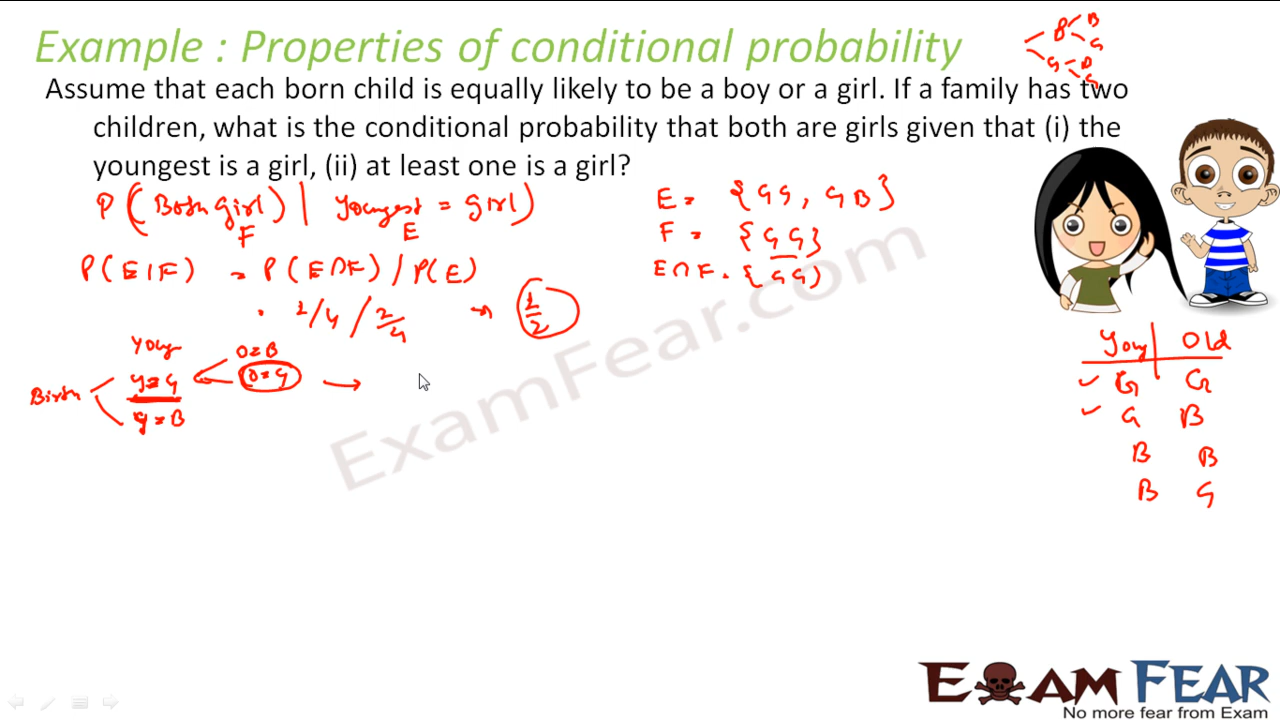 Example : Properties of conditional probability
B
B
G
G
B
G
Assume that each born child is equally likely to be a boy or a girl. If a family has two
children, what is the conditional probability that both are girls given that (i) the
youngest is a girl, (ii) at least one is a girl?
P ( Both girl) | youngest = girl)
F E
P(E|F) = P(E∩F) / P(E)
= 1/4 / 2/4 → 1/2
E = {GG, GB}
F = {GG}
E∩F = {GG}
Young
Birth
y = G
y = B
O = B
O = G
Young | Old
G G
G B
B B
B G
ExamFear.com
EXAM FEAR
No more fear from Exam